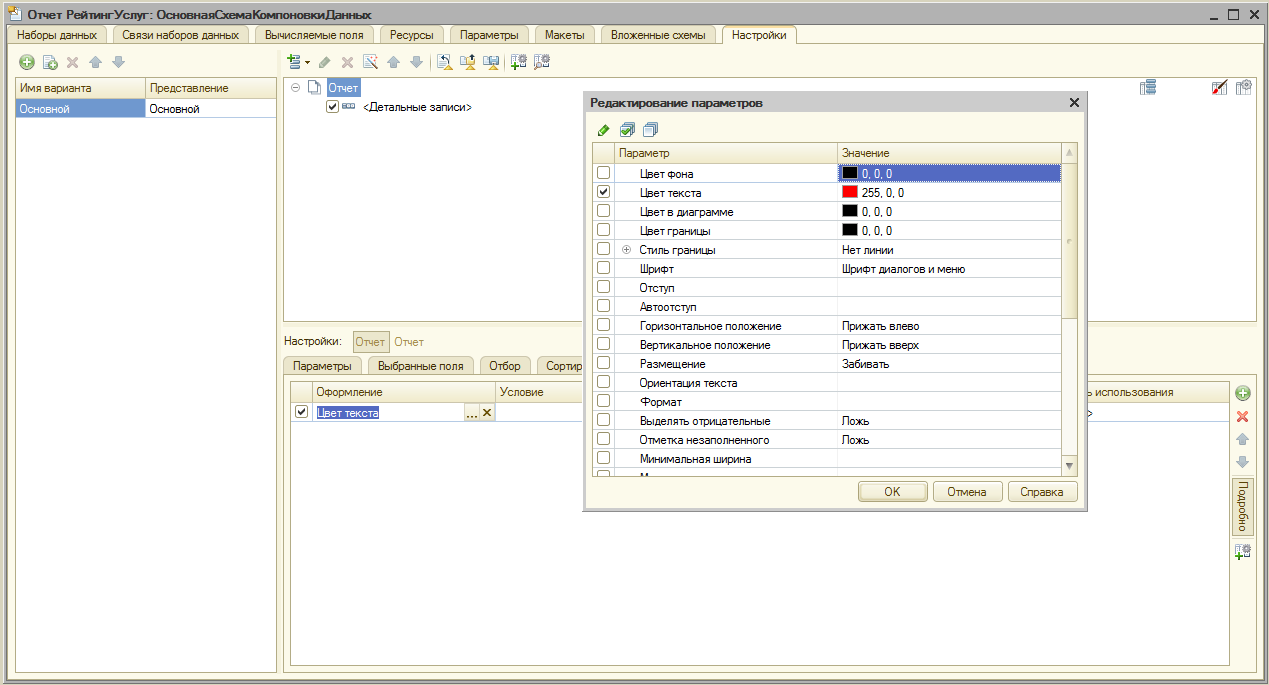 Отчет РейтингУслуг: ОсновнаяСхемаКомпоновкиДанных
Наборы данных Связи наборов данных Вычисляемые поля Ресурсы Параметры Макеты Вложенные схемы Настройки
Имя варианта Представление
Основной Основной
Отчет
<Детальные записи>
Редактирование параметров
Параметр Значение
Цвет фона 0, 0, 0
Цвет текста 255, 0, 0
Цвет в диаграмме 0, 0, 0
Цвет границы 0, 0, 0
Стиль границы Нет линии
Шрифт Шрифт диалогов и меню
Отступ
Автоотступ
Горизонтальное положение Прижать влево
Вертикальное положение Прижать вверх
Размещение Забивать
Ориентация текста
Формат
Выделять отрицательные Ложь
Отметка незаполненного Ложь
Минимальная ширина
OK Отмена Справка
Настройки: Отчет Отчет
Параметры Выбранные поля Отбор Сортир
Оформление Условие ь использования
Цвет текста ... >
Подробно